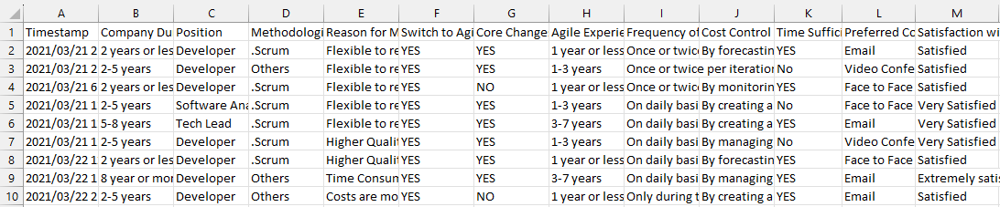 A B C D E F G H I J K L M
1 Timestamp Company Du Position Methodologi Reason for M Switch to Agi Core Change Agile Experie Frequency of Cost Control Time Suffici Preferred Co Satisfaction wi
2 2021/03/21 2 2 years or les Developer .Scrum Flexible to re YES YES 1 year or less Once or twic By forecastin YES Email Satisfied
3 2021/03/21 2 2-5 years Developer Others Flexible to re YES YES 1-3 years Once or twice per iteration No Video Confe Satisfied
4 2021/03/21 6 2 years or les Developer .Scrum Flexible to re YES NO 1 year or less Once or twic By monitorin YES Face to Face Satisfied
5 2021/03/21 1 2-5 years Software Ana .Scrum Flexible to re YES YES 1-3 years On daily basi By creating a No Face to Face Very Satisfied
6 2021/03/21 1 5-8 years Tech Lead .Scrum Flexible to re YES YES 3-7 years On daily basi By creating a YES Email Very Satisfied
7 2021/03/21 1 2-5 years Developer .Scrum Higher Qualit YES YES 1-3 years On daily basi By managing No Video Confe Very Satisfied
8 2021/03/22 1 2 years or les Developer .Scrum Higher Qualit YES YES 1 year or less On daily basi By forecastin YES Face to Face Satisfied
9 2021/03/22 1 8 year or mor Developer Others Time Consun YES YES 3-7 years On daily basi By managing YES Email Extremely sati
10 2021/03/22 2 2-5 years Developer Others Costs are mo YES NO 1 year or less Only during t By creating a YES Email Satisfied